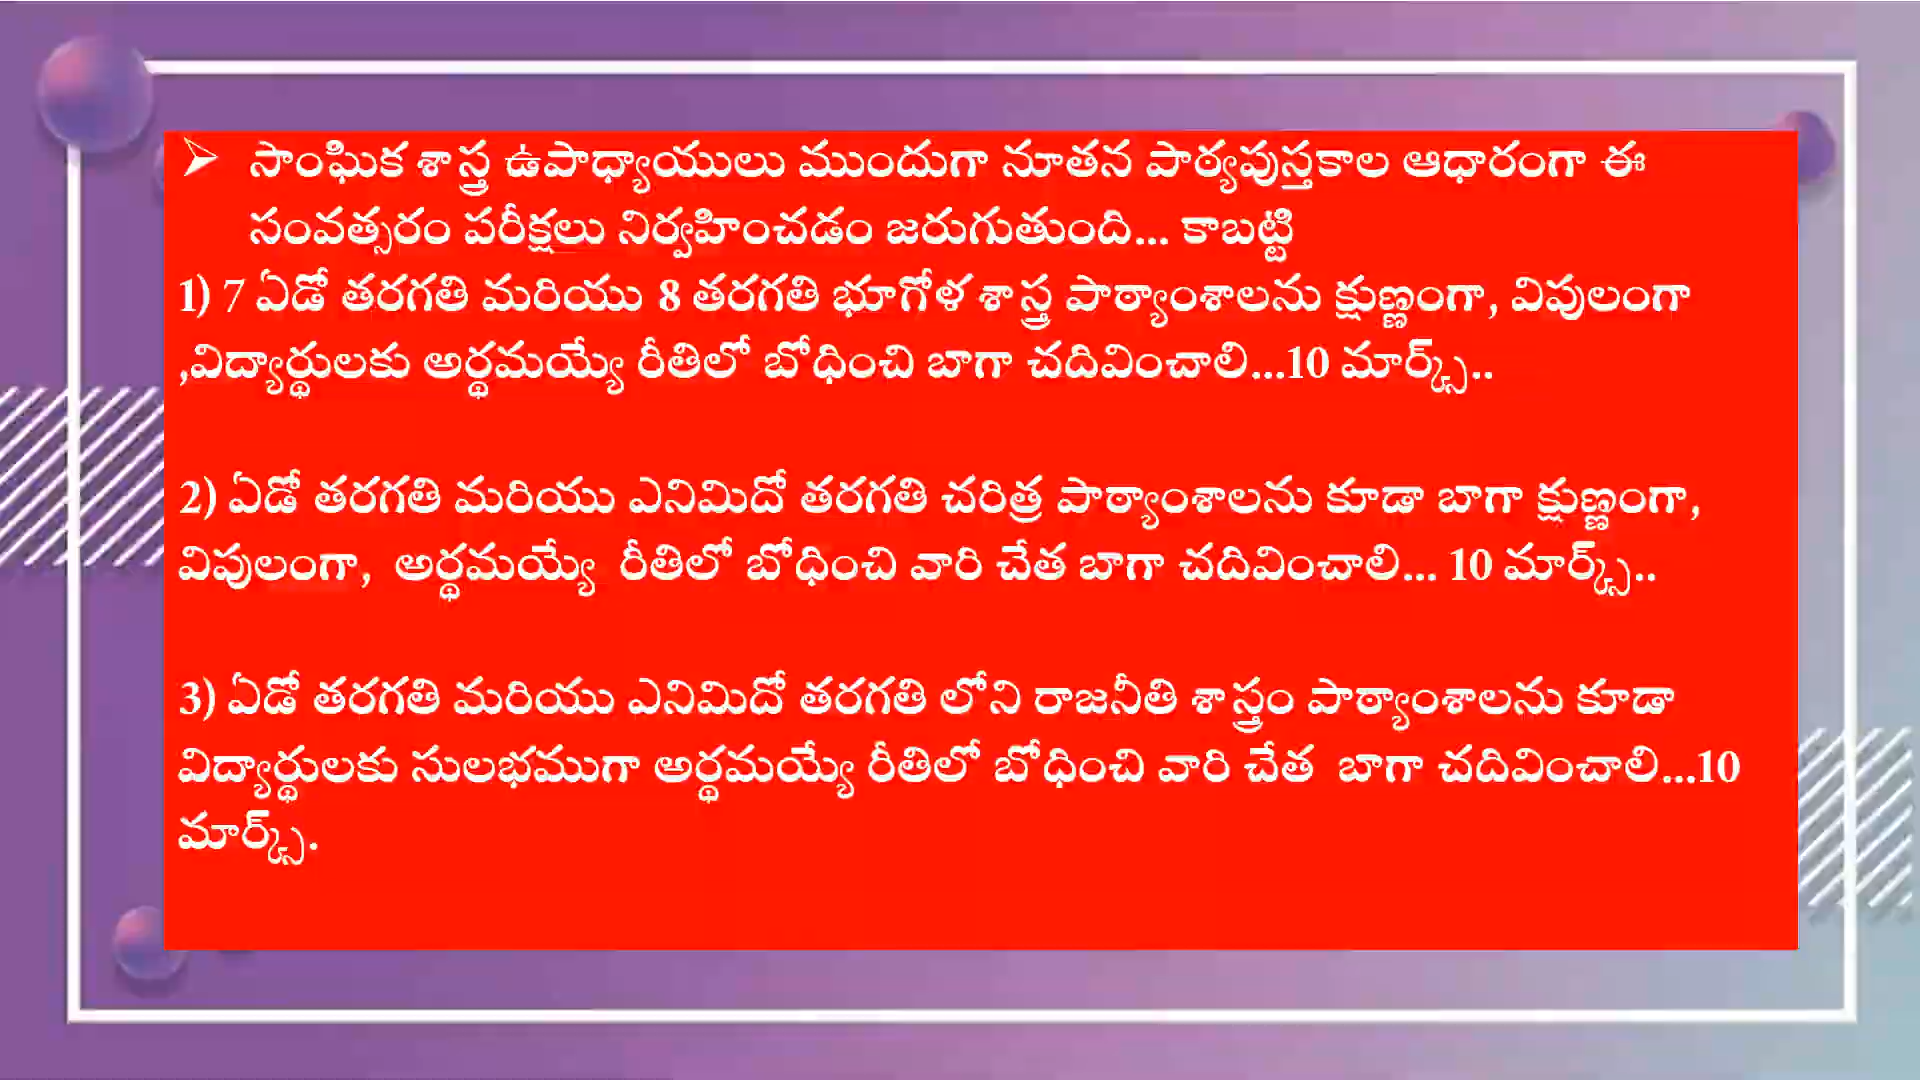 ➢ సాంఘిక శాస్త్ర ఉపాధ్యాయులు ముందుగా నూతన పాఠ్యపుస్తకాల ఆధారంగా ఈ
సంవత్సరం పరీక్షలు నిర్వహించడం జరుగుతుంది... కాబట్టి
1) 7 ఏడో తరగతి మరియు 8 తరగతి భూగోళ శాస్త్ర పాఠ్యాంశాలను క్షుణ్ణంగా, విపులంగా
,విద్యార్థులకు అర్థమయ్యే రీతిలో బోధించి బాగా చదివించాలి...10 మార్క్స్..
2) ఏడో తరగతి మరియు ఎనిమిదో తరగతి చరిత్ర పాఠ్యాంశాలను కూడా బాగా క్షుణ్ణంగా,
విపులంగా, అర్థమయ్యే రీతిలో బోధించి వారి చేత బాగా చదివించాలి... 10 మార్క్స్..
3) ఏడో తరగతి మరియు ఎనిమిదో తరగతి లోని రాజనీతి శాస్త్రం పాఠ్యాంశాలను కూడా
విద్యార్థులకు సులభముగా అర్థమయ్యే రీతిలో బోధించి వారి చేత బాగా చదివించాలి...10
మార్క్స్.